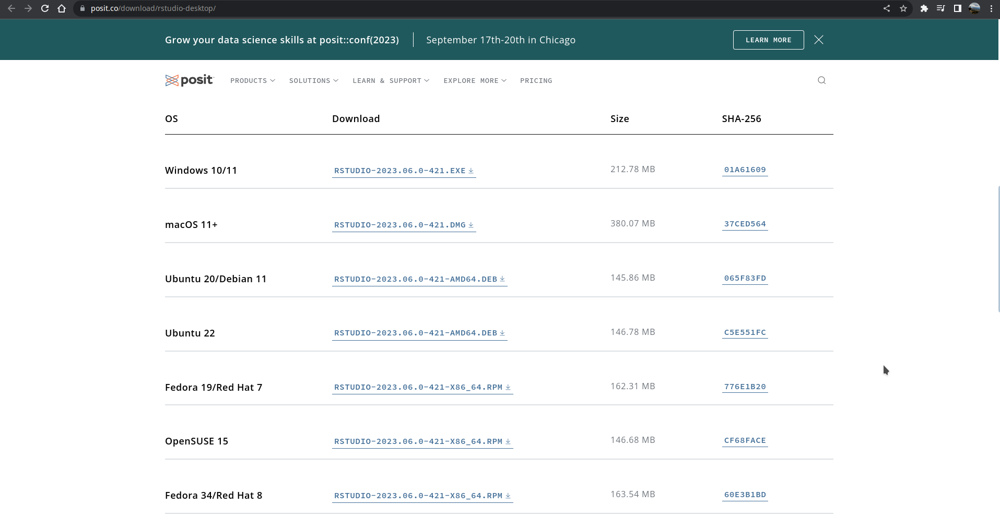 posit.co/download/rstudio-desktop/
Grow your data science skills at posit::conf(2023) September 17th-20th in Chicago LEARN MORE
posit PRODUCTS SOLUTIONS LEARN & SUPPORT EXPLORE MORE PRICING
OS Download Size SHA-256
Windows 10/11 RSTUDIO-2023.06.0-421.EXE 212.78 MB 01A61609
macOS 11+ RSTUDIO-2023.06.0-421.DMG 380.07 MB 37CED564
Ubuntu 20/Debian 11 RSTUDIO-2023.06.0-421-AMD64.DEB 145.86 MB 065F83FD
Ubuntu 22 RSTUDIO-2023.06.0-421-AMD64.DEB 146.78 MB C5E551FC
Fedora 19/Red Hat 7 RSTUDIO-2023.06.0-421-X86_64.RPM 162.31 MB 776E1B20
OpenSUSE 15 RSTUDIO-2023.06.0-421-X86_64.RPM 146.68 MB CF68FACE
Fedora 34/Red Hat 8 RSTUDIO-2023.06.0-421-X86_64.RPM 163.54 MB 60E3B1BD